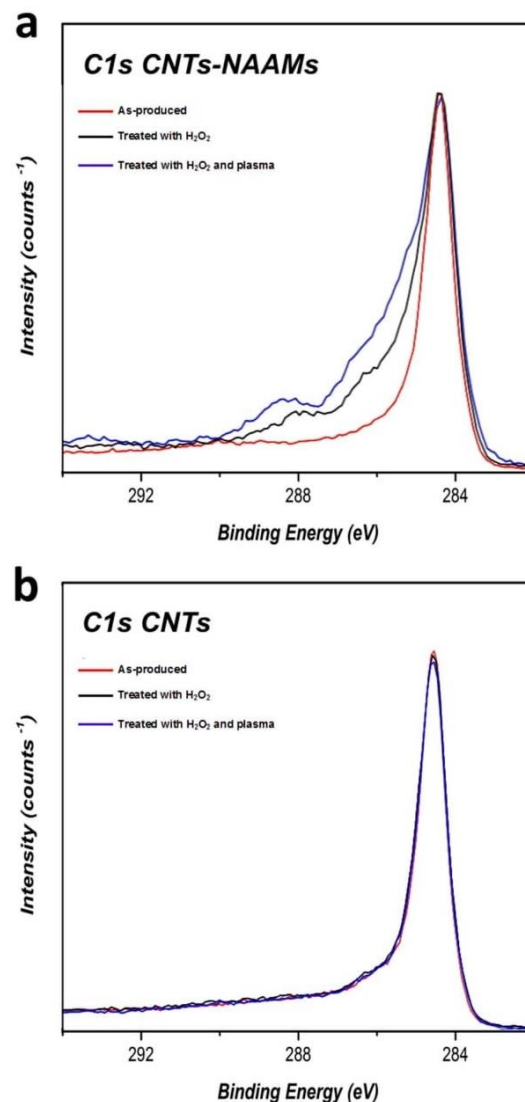 a
C1s CNTs-NAAMs
As-produced
Treated with H₂O₂
Treated with H₂O₂ and plasma
Intensity (counts ⁻¹)
292 288 284
Binding Energy (eV)
b
C1s CNTs
As-produced
Treated with H₂O₂
Treated with H₂O₂ and plasma
Intensity (counts ⁻¹)
292 288 284
Binding Energy (eV)